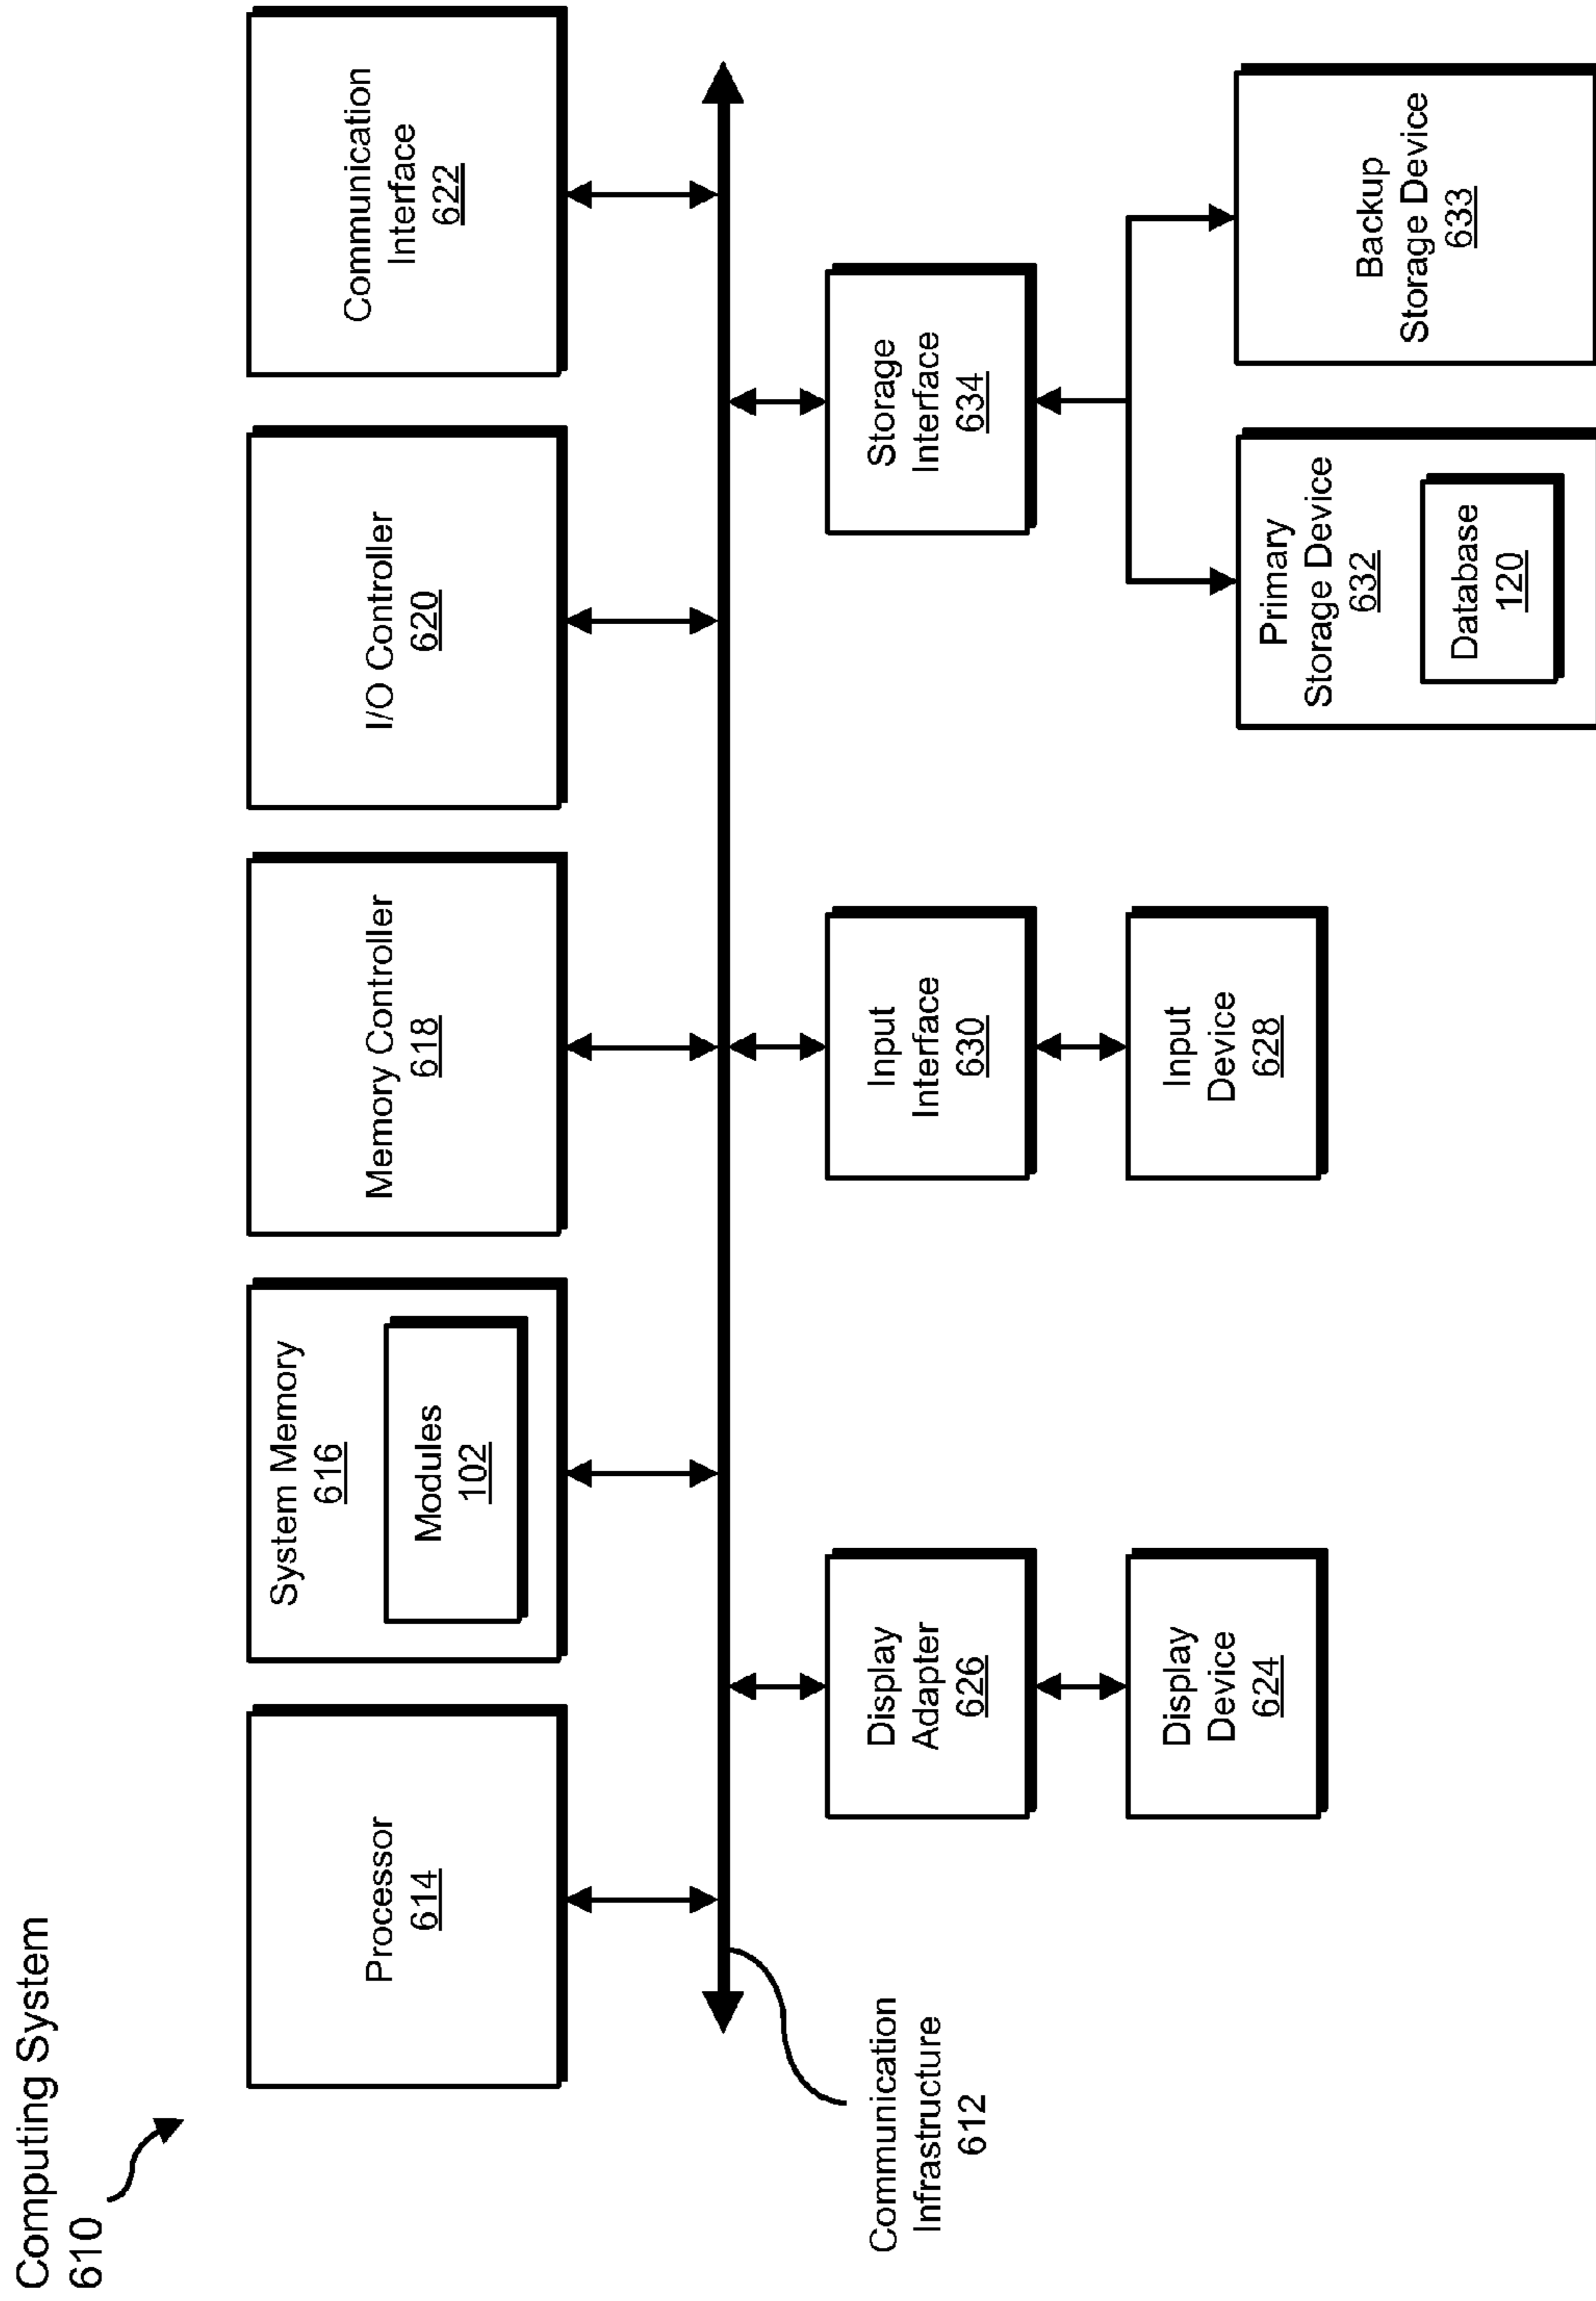 Computing System
610
Processor
614
System Memory
616
Modules
102
Memory Controller
618
I/O Controller
620
Communication
Interface
622
Communication
Infrastructure
612
Display
Adapter
626
Input
Interface
630
Storage
Interface
634
Display
Device
624
Input
Device
628
Primary
Storage Device
632
Database
120
Backup
Storage Device
633